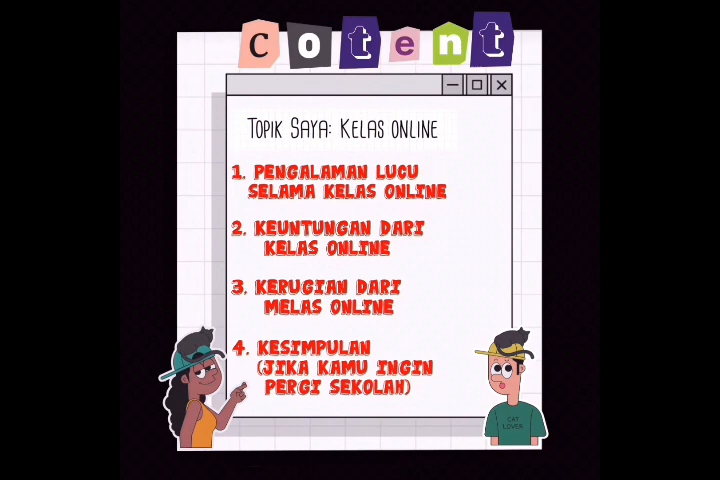 Cotent
TOPIK SAYA: KELAS ONLINE
1. PENGALAMAN LUCU
SELAMA KELAS ONLINE
2. KEUNTUNGAN DARI
KELAS ONLINE
3. KERUGIAN DARI
MELAS ONLINE
4. KESIMPULAN
(JIKA KAMU INGIN
PERGI SEKOLAH)
CAT
LOVER